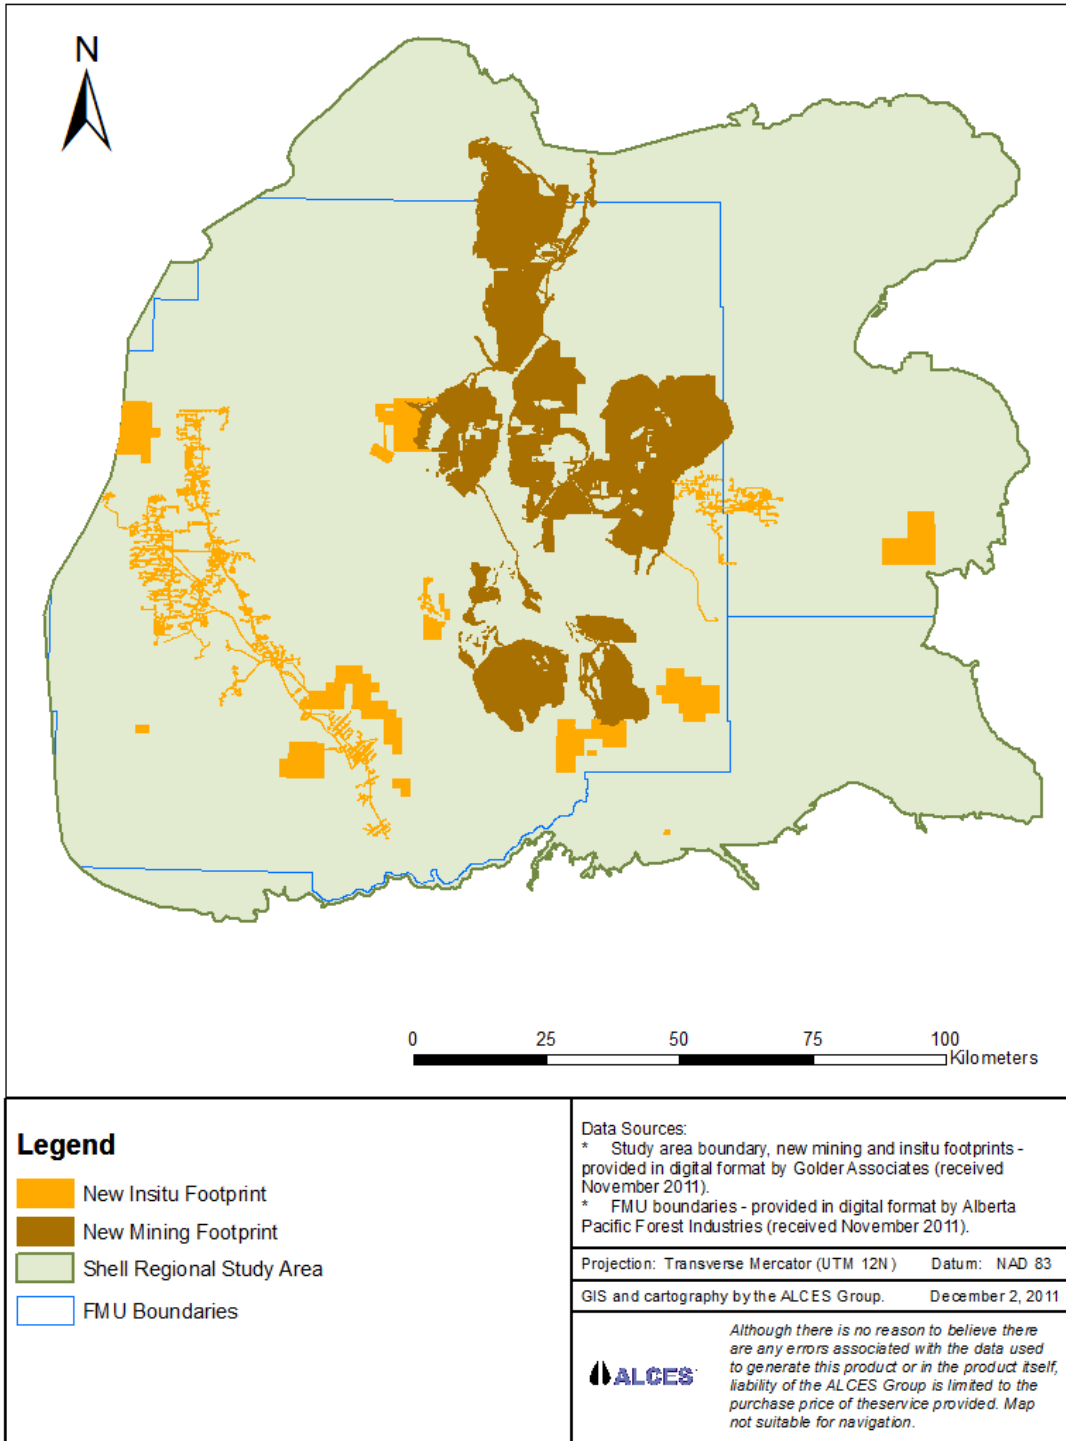 N
0 25 50 75 100
Kilometers
Legend
New Insitu Footprint
New Mining Footprint
Shell Regional Study Area
FMU Boundaries
Data Sources:
* Study area boundary, new mining and insitu footprints -
provided in digital format by Golder Associates (received
November 2011).
* FMU boundaries - provided in digital format by Alberta
Pacific Forest Industries (received November 2011).
Projection: Transverse Mercator (UTM 12N) Datum: NAD 83
GIS and cartography by the ALCES Group. December 2, 2011
ALCES
Although there is no reason to believe there
are any errors associated with the data used
to generate this product or in the product itself,
liability of the ALCES Group is limited to the
purchase price of theservice provided. Map
not suitable for navigation.